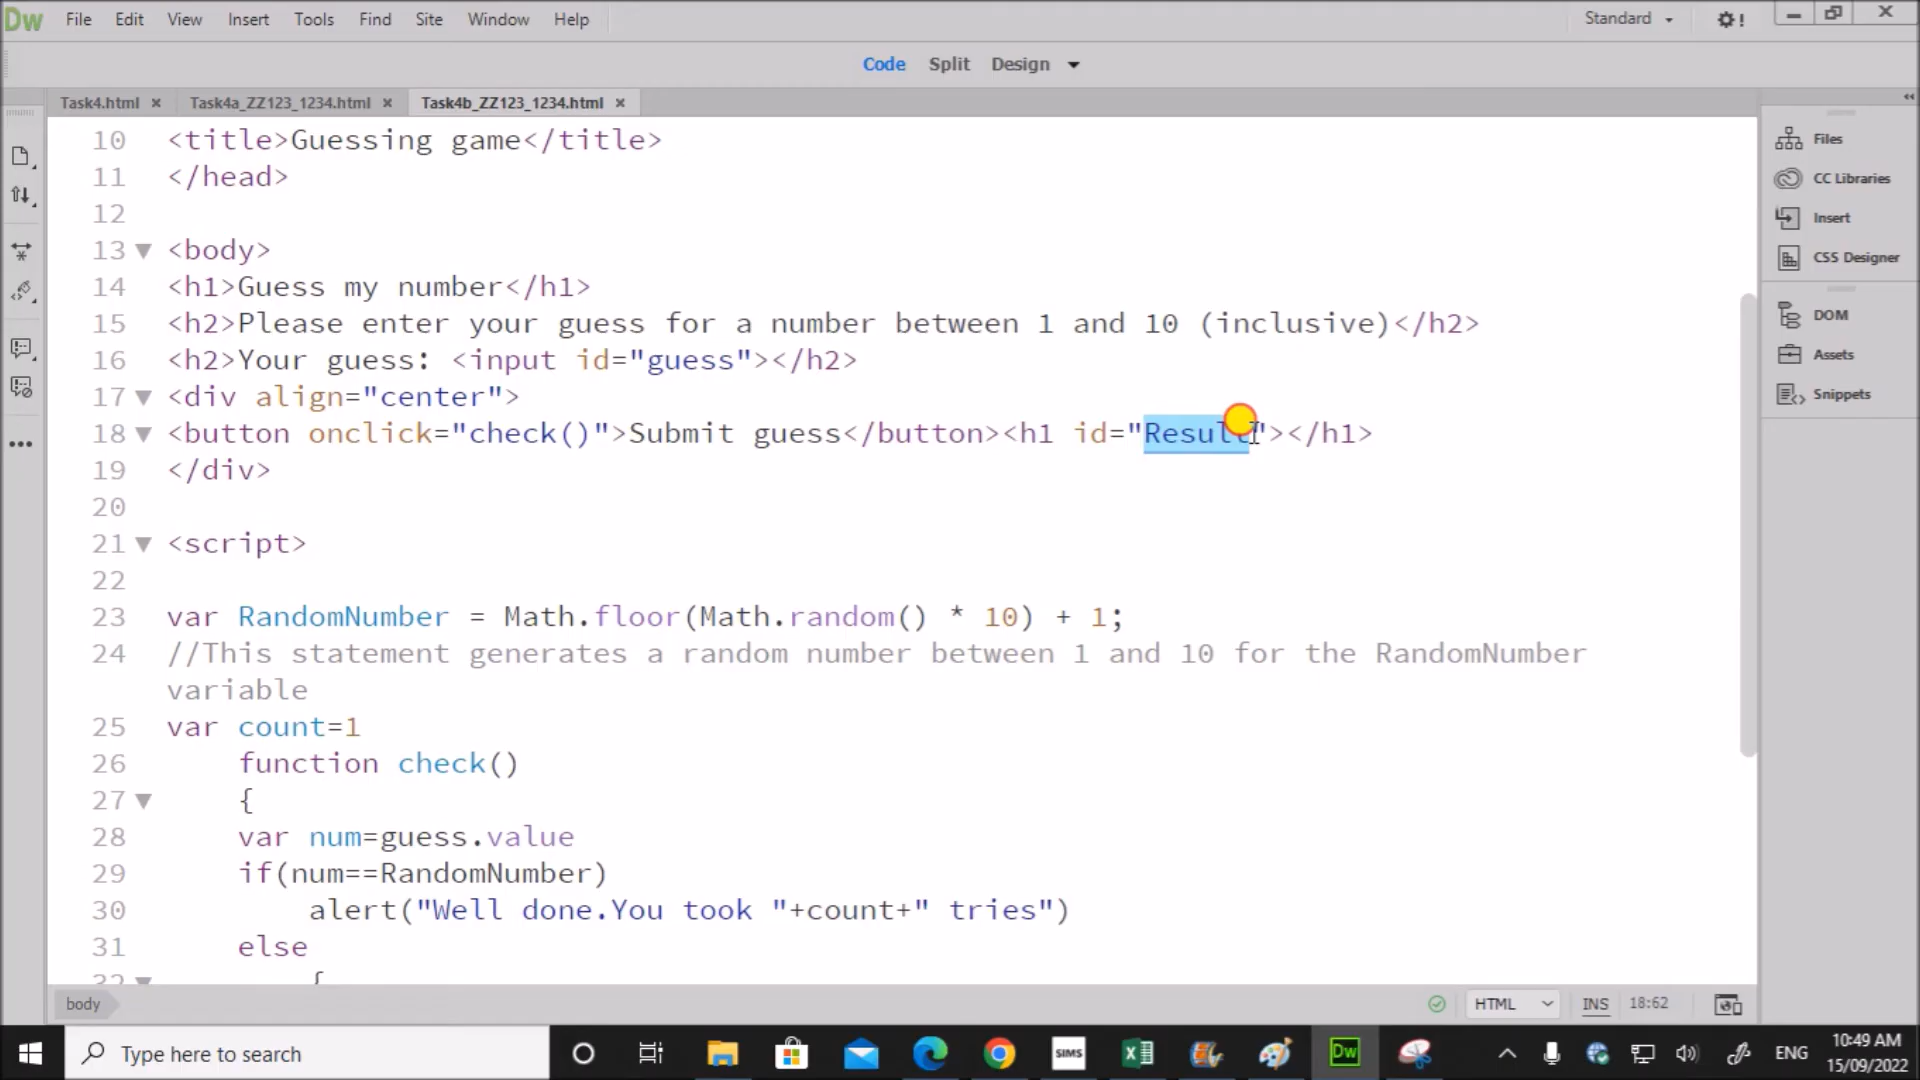 Dw File Edit View Insert Tools Find Site Window Help Standard !
Code Split Design
Task4.html × Task4a_ZZ123_1234.html × Task4b_ZZ123_1234.html ×
10 <title>Guessing game</title>
11 </head>
12
13 <body>
14 <h1>Guess my number</h1>
15 <h2>Please enter your guess for a number between 1 and 10 (inclusive)</h2>
16 <h2>Your guess: <input id="guess"></h2>
17 <div align="center">
18 <button onclick="check()">Submit guess</button><h1 id="Result"></h1>
19 </div>
20
21 <script>
22
23 var RandomNumber = Math.floor(Math.random() * 10) + 1;
24 //This statement generates a random number between 1 and 10 for the RandomNumber
variable
25 var count=1
26 function check()
27 {
28 var num=guess.value
29 if(num==RandomNumber)
30 alert("Well done.You took "+count+" tries")
31 else
32 {
Files
CC Libraries
Insert
CSS Designer
DOM
Assets
Snippets
body HTML INS 18:62
Type here to search SIMS Dw ENG 10:49 AM
15/09/2022